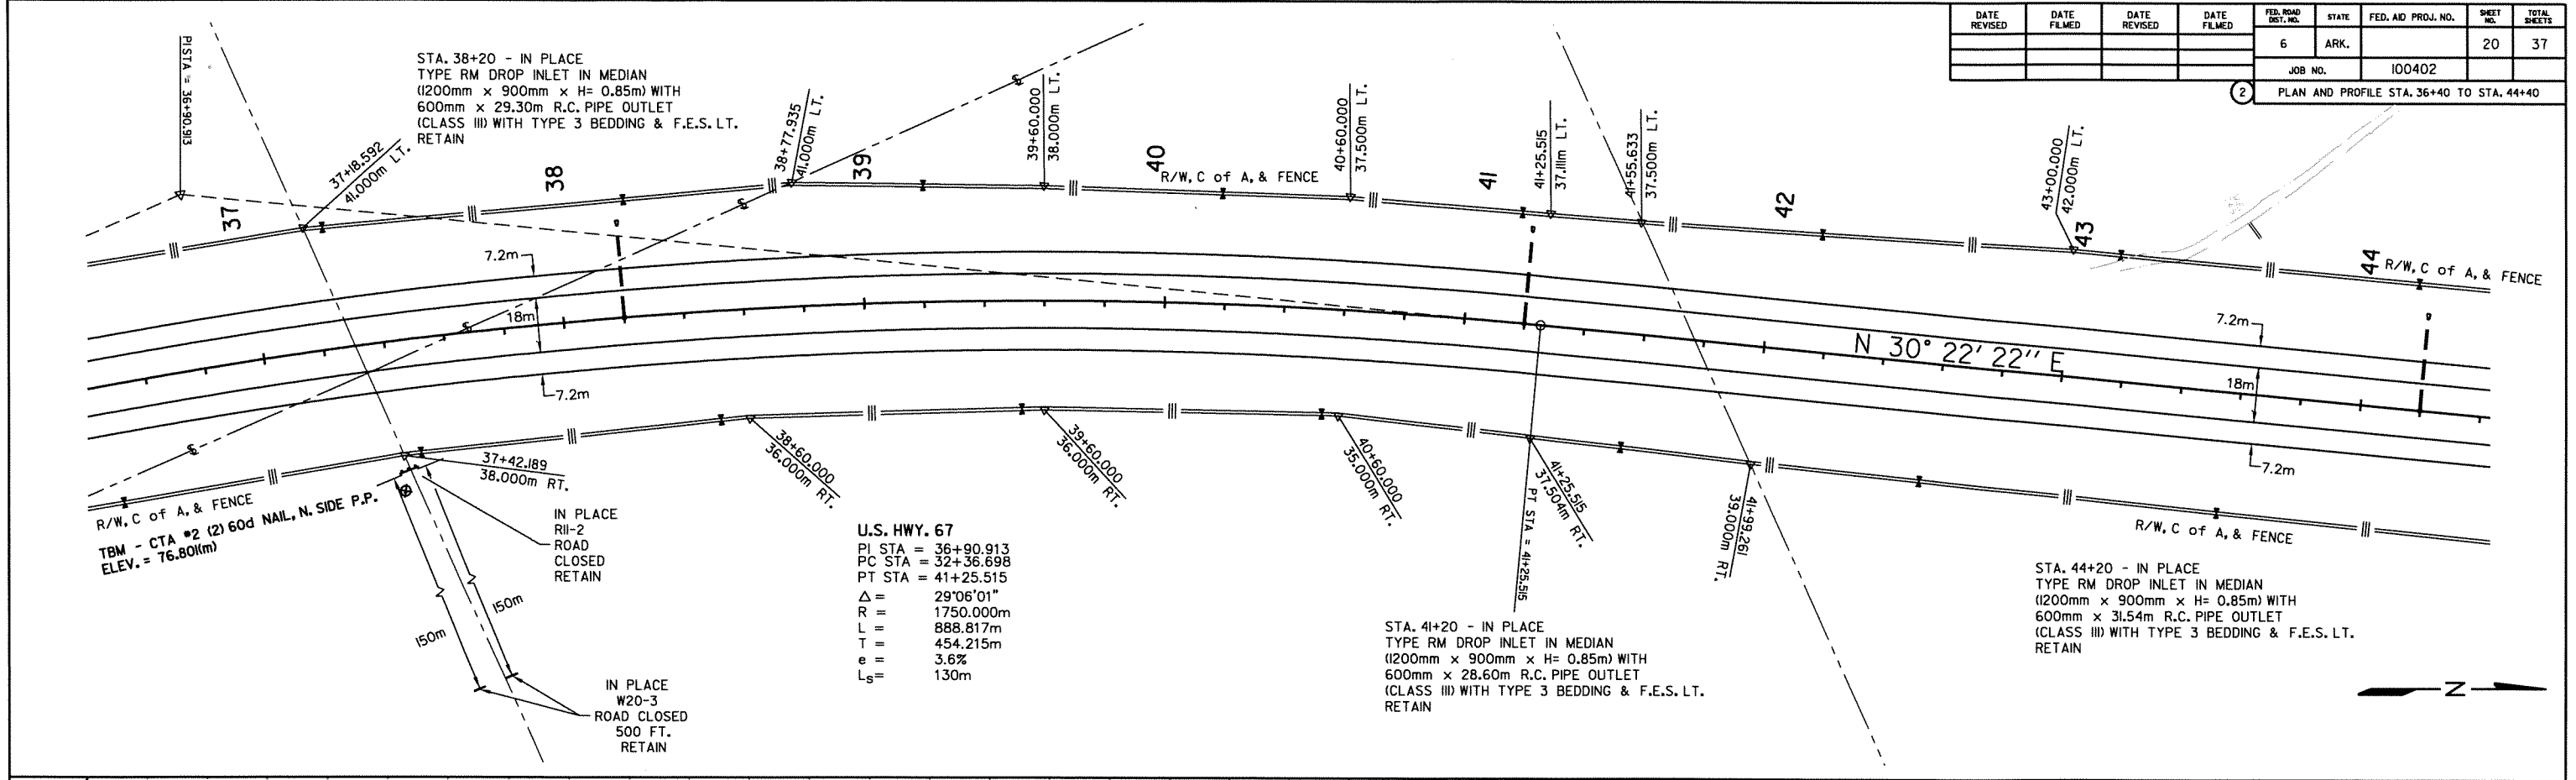 DATE REVISED
DATE FILMED
DATE REVISED
DATE FILMED
FED. ROAD DIST. NO.
STATE
FED. AID PROJ. NO.
SHEET NO.
TOTAL SHEETS
6
ARK.
20
37
JOB NO.
100402
2
PLAN AND PROFILE STA. 36+40 TO STA. 44+40
PI STA = 36+90.913
STA. 38+20 - IN PLACE
TYPE RM DROP INLET IN MEDIAN
(1200mm x 900mm x H= 0.85m) WITH
600mm x 29.30m R.C. PIPE OUTLET
(CLASS III) WITH TYPE 3 BEDDING & F.E.S. LT.
RETAIN
37+18.592
41.000m LT.
38+77.935
41.000m LT.
39+60.000
38.000m LT.
40+60.000
37.500m LT.
41+25.515
37.111m LT.
41+55.633
37.500m LT.
43+00.000
42.000m LT.
37
38
39
40
41
42
43
44
R/W, C of A, & FENCE
R/W, C of A, & FENCE
7.2m
18m
7.2m
N 30° 22' 22" E
7.2m
18m
7.2m
37+42.189
38.000m RT.
38+60.000
36.000m RT.
39+60.000
36.000m RT.
40+60.000
35.000m RT.
41+25.515
37.504m RT.
PT STA = 41+25.515
41+99.261
39.000m RT.
R/W, C of A, & FENCE
R/W, C of A, & FENCE
TBM - CTA #2 (2) 60d NAIL, N. SIDE P.P.
ELEV. = 76.801(m)
IN PLACE
R11-2
ROAD
CLOSED
RETAIN
150m
150m
IN PLACE
W20-3
ROAD CLOSED
500 FT.
RETAIN
U.S. HWY. 67
PI STA = 36+90.913
PC STA = 32+36.698
PT STA = 41+25.515
Δ = 29°06'01"
R = 1750.000m
L = 888.817m
T = 454.215m
e = 3.6%
Ls= 130m
STA. 41+20 - IN PLACE
TYPE RM DROP INLET IN MEDIAN
(1200mm x 900mm x H= 0.85m) WITH
600mm x 28.60m R.C. PIPE OUTLET
(CLASS III) WITH TYPE 3 BEDDING & F.E.S. LT.
RETAIN
STA. 44+20 - IN PLACE
TYPE RM DROP INLET IN MEDIAN
(1200mm x 900mm x H= 0.85m) WITH
600mm x 31.54m R.C. PIPE OUTLET
(CLASS III) WITH TYPE 3 BEDDING & F.E.S. LT.
RETAIN
N